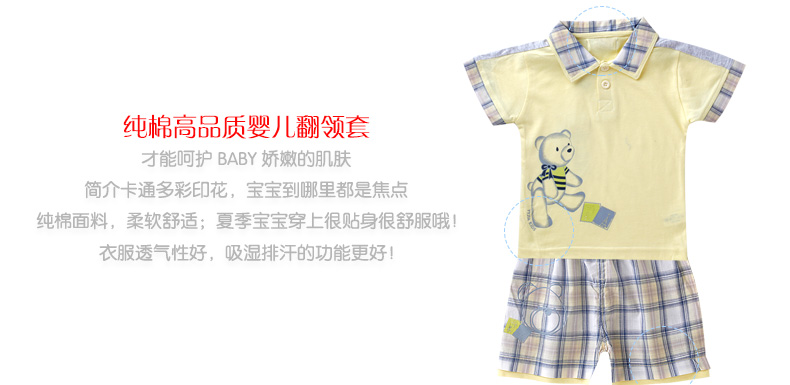 纯棉高品质婴儿翻领套
才能呵护 BABY 娇嫩的肌肤
简介卡通多彩印花，宝宝到哪里都是焦点
纯棉面料，柔软舒适；夏季宝宝穿上很贴身很舒服哦！
衣服透气性好，吸湿排汗的功能更好！